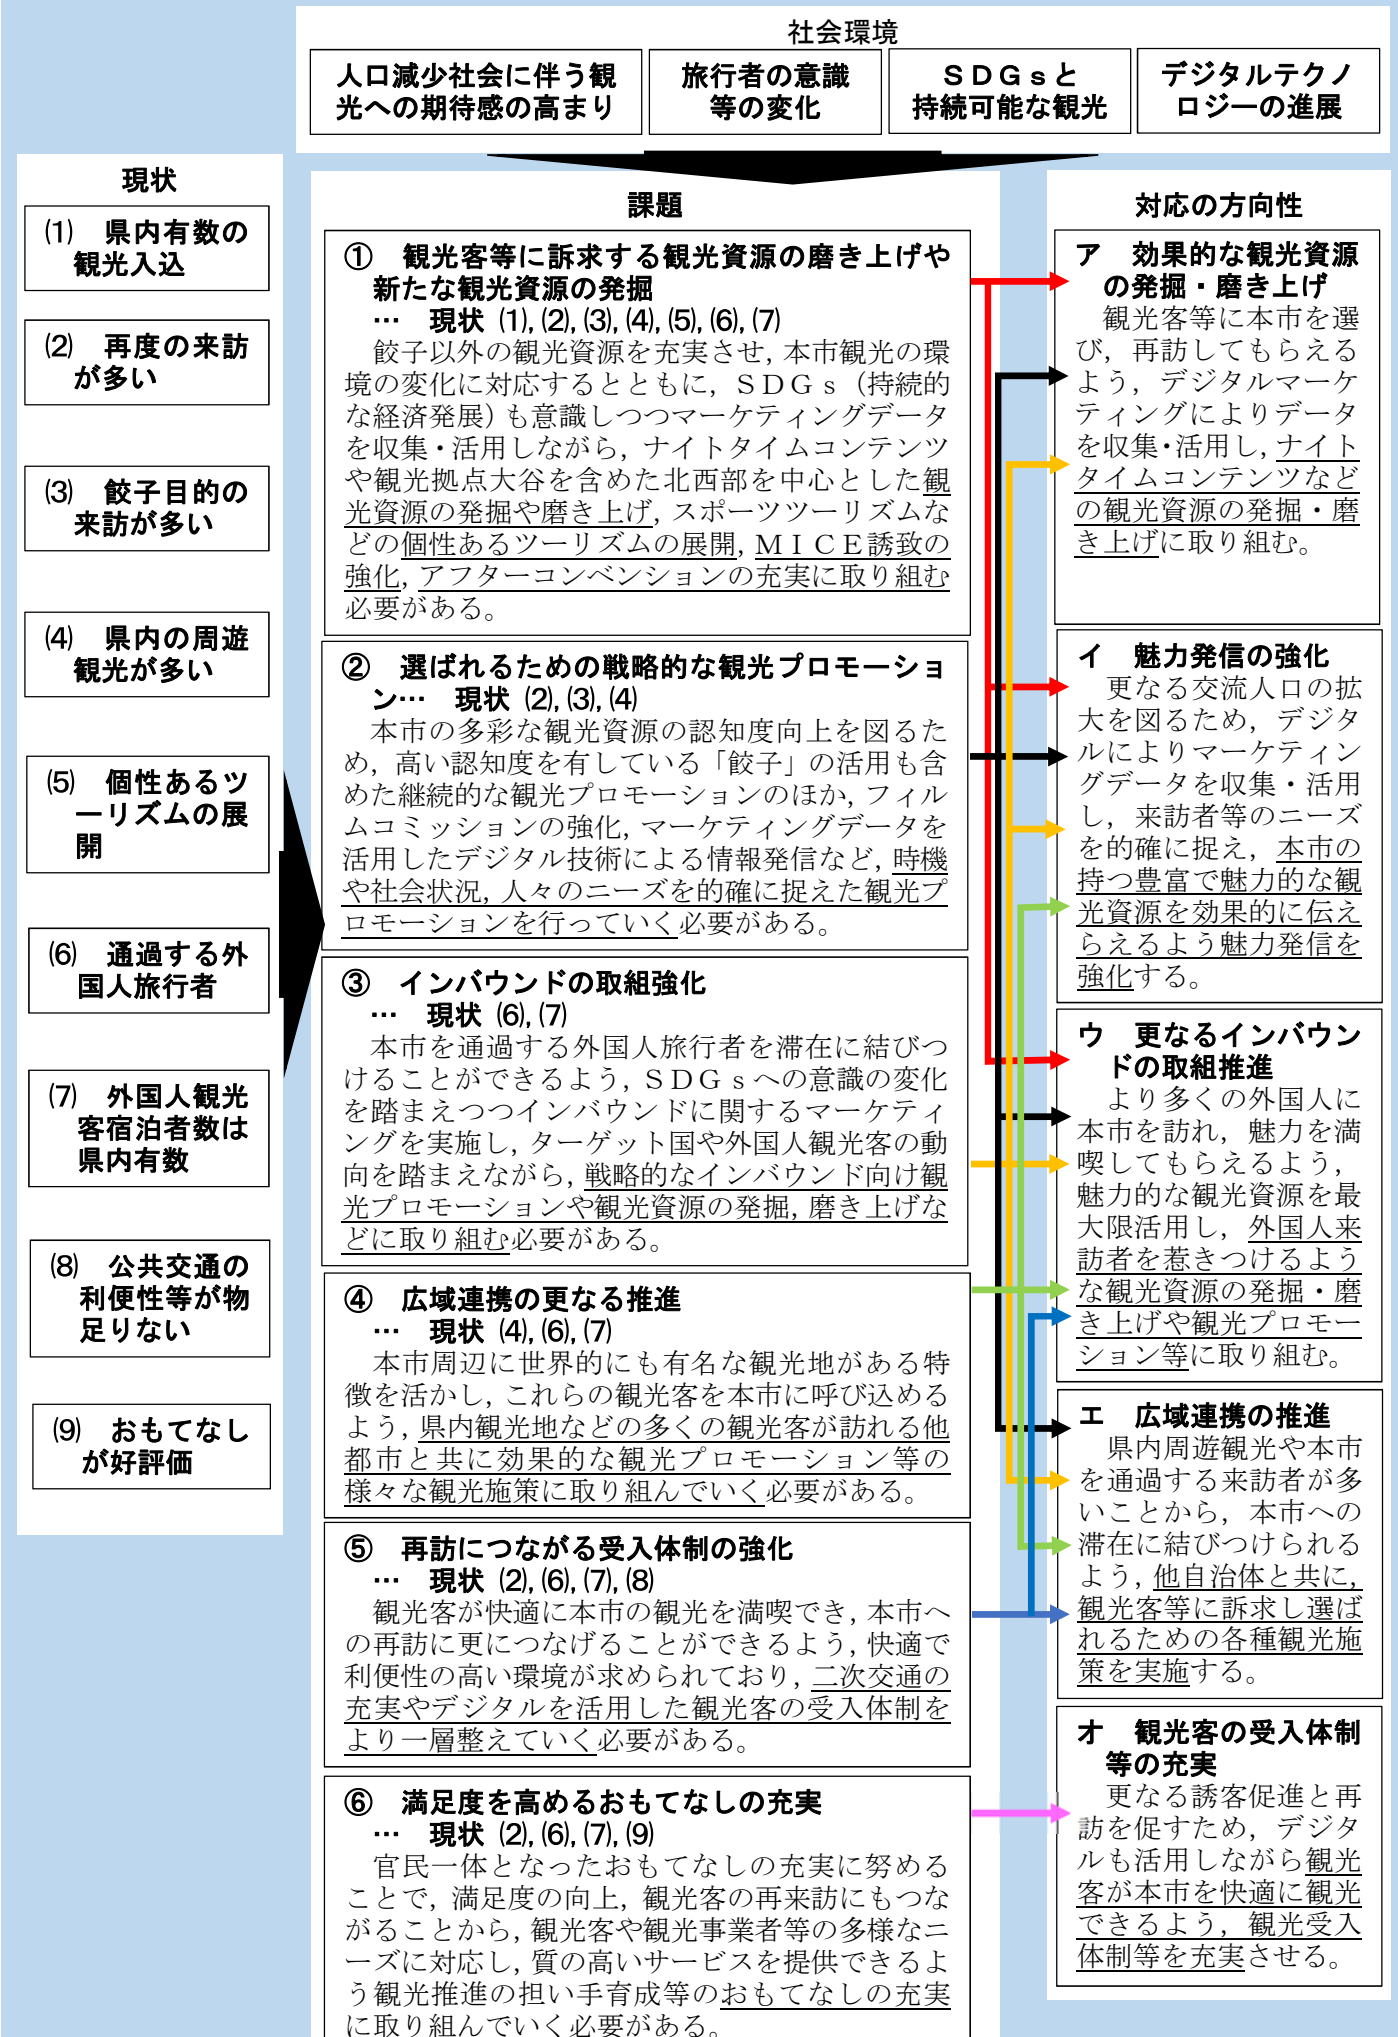 社会環境
人口減少社会に伴う観
光への期待感の高まり
旅行者の意識
等の変化
ＳＤＧｓと
持続可能な観光
デジタルテクノ
ロジーの進展
現状
⑴　県内有数の
観光入込
⑵　再度の来訪
が多い
⑶　餃子目的の
来訪が多い
⑷　県内の周遊
観光が多い
⑸　個性あるツ
ーリズムの展
開
⑹　通過する外
国人旅行者
⑺　外国人観光
客宿泊者数は
県内有数
⑻　公共交通の
利便性等が物
足りない
⑼　おもてなし
が好評価
課題
①　観光客等に訴求する観光資源の磨き上げや
新たな観光資源の発掘
…　現状 ⑴，⑵，⑶，⑷，⑸，⑹，⑺
餃子以外の観光資源を充実させ，本市観光の環
境の変化に対応するとともに，ＳＤＧｓ（持続的
な経済発展）も意識しつつマーケティングデータ
を収集・活用しながら，ナイトタイムコンテンツ
や観光拠点大谷を含めた北西部を中心とした観
光資源の発掘や磨き上げ，スポーツツーリズムな
どの個性あるツーリズムの展開，ＭＩＣＥ誘致の
強化，アフターコンベンションの充実に取り組む
必要がある。
②　選ばれるための戦略的な観光プロモーショ
ン…　現状 ⑵，⑶，⑷
本市の多彩な観光資源の認知度向上を図るた
め，高い認知度を有している「餃子」の活用も含
めた継続的な観光プロモーションのほか，フィル
ムコミッションの強化，マーケティングデータを
活用したデジタル技術による情報発信など，時機
や社会状況，人々のニーズを的確に捉えた観光プ
ロモーションを行っていく必要がある。
③　インバウンドの取組強化
…　現状 ⑹，⑺
本市を通過する外国人旅行者を滞在に結びつ
けることができるよう，ＳＤＧｓへの意識の変化
を踏まえつつインバウンドに関するマーケティ
ングを実施し，ターゲット国や外国人観光客の動
向を踏まえながら，戦略的なインバウンド向け観
光プロモーションや観光資源の発掘，磨き上げな
どに取り組む必要がある。
④　広域連携の更なる推進
…　現状 ⑷，⑹，⑺
本市周辺に世界的にも有名な観光地がある特
徴を活かし，これらの観光客を本市に呼び込める
よう，県内観光地などの多くの観光客が訪れる他
都市と共に効果的な観光プロモーション等の
様々な観光施策に取り組んでいく必要がある。
⑤　再訪につながる受入体制の強化
…　現状 ⑵，⑹，⑺，⑻
観光客が快適に本市の観光を満喫でき，本市へ
の再訪に更につなげることができるよう，快適で
利便性の高い環境が求められており，二次交通の
充実やデジタルを活用した観光客の受入体制を
より一層整えていく必要がある。
⑥　満足度を高めるおもてなしの充実
…　現状 ⑵，⑹，⑺，⑼
官民一体となったおもてなしの充実に努める
ことで，満足度の向上，観光客の再来訪にもつな
がることから，観光客や観光事業者等の多様なニ
ーズに対応し，質の高いサービスを提供できるよ
う観光推進の担い手育成等のおもてなしの充実
に取り組んでいく必要がある。
対応の方向性
ア　効果的な観光資源
の発掘・磨き上げ
観光客等に本市を選
び，再訪してもらえる
よう，デジタルマーケ
ティングによりデータ
を収集・活用し，ナイト
タイムコンテンツなど
の観光資源の発掘・磨
き上げに取り組む。
イ　魅力発信の強化
更なる交流人口の拡
大を図るため，デジタ
ルによりマーケティン
グデータを収集・活用
し，来訪者等のニーズ
を的確に捉え，本市の
持つ豊富で魅力的な観
光資源を効果的に伝え
らえるよう魅力発信を
強化する。
ウ　更なるインバウン
ドの取組推進
より多くの外国人に
本市を訪れ，魅力を満
喫してもらえるよう，
魅力的な観光資源を最
大限活用し，外国人来
訪者を惹きつけるよう
な観光資源の発掘・磨
き上げや観光プロモー
ション等に取り組む。
エ　広域連携の推進
県内周遊観光や本市
を通過する来訪者が多
いことから，本市への
滞在に結びつけられる
よう，他自治体と共に，
観光客等に訴求し選ば
れるための各種観光施
策を実施する。
オ　観光客の受入体制
等の充実
更なる誘客促進と再
訪を促すため，デジタ
ルも活用しながら観光
客が本市を快適に観光
できるよう，観光受入
体制等を充実させる。